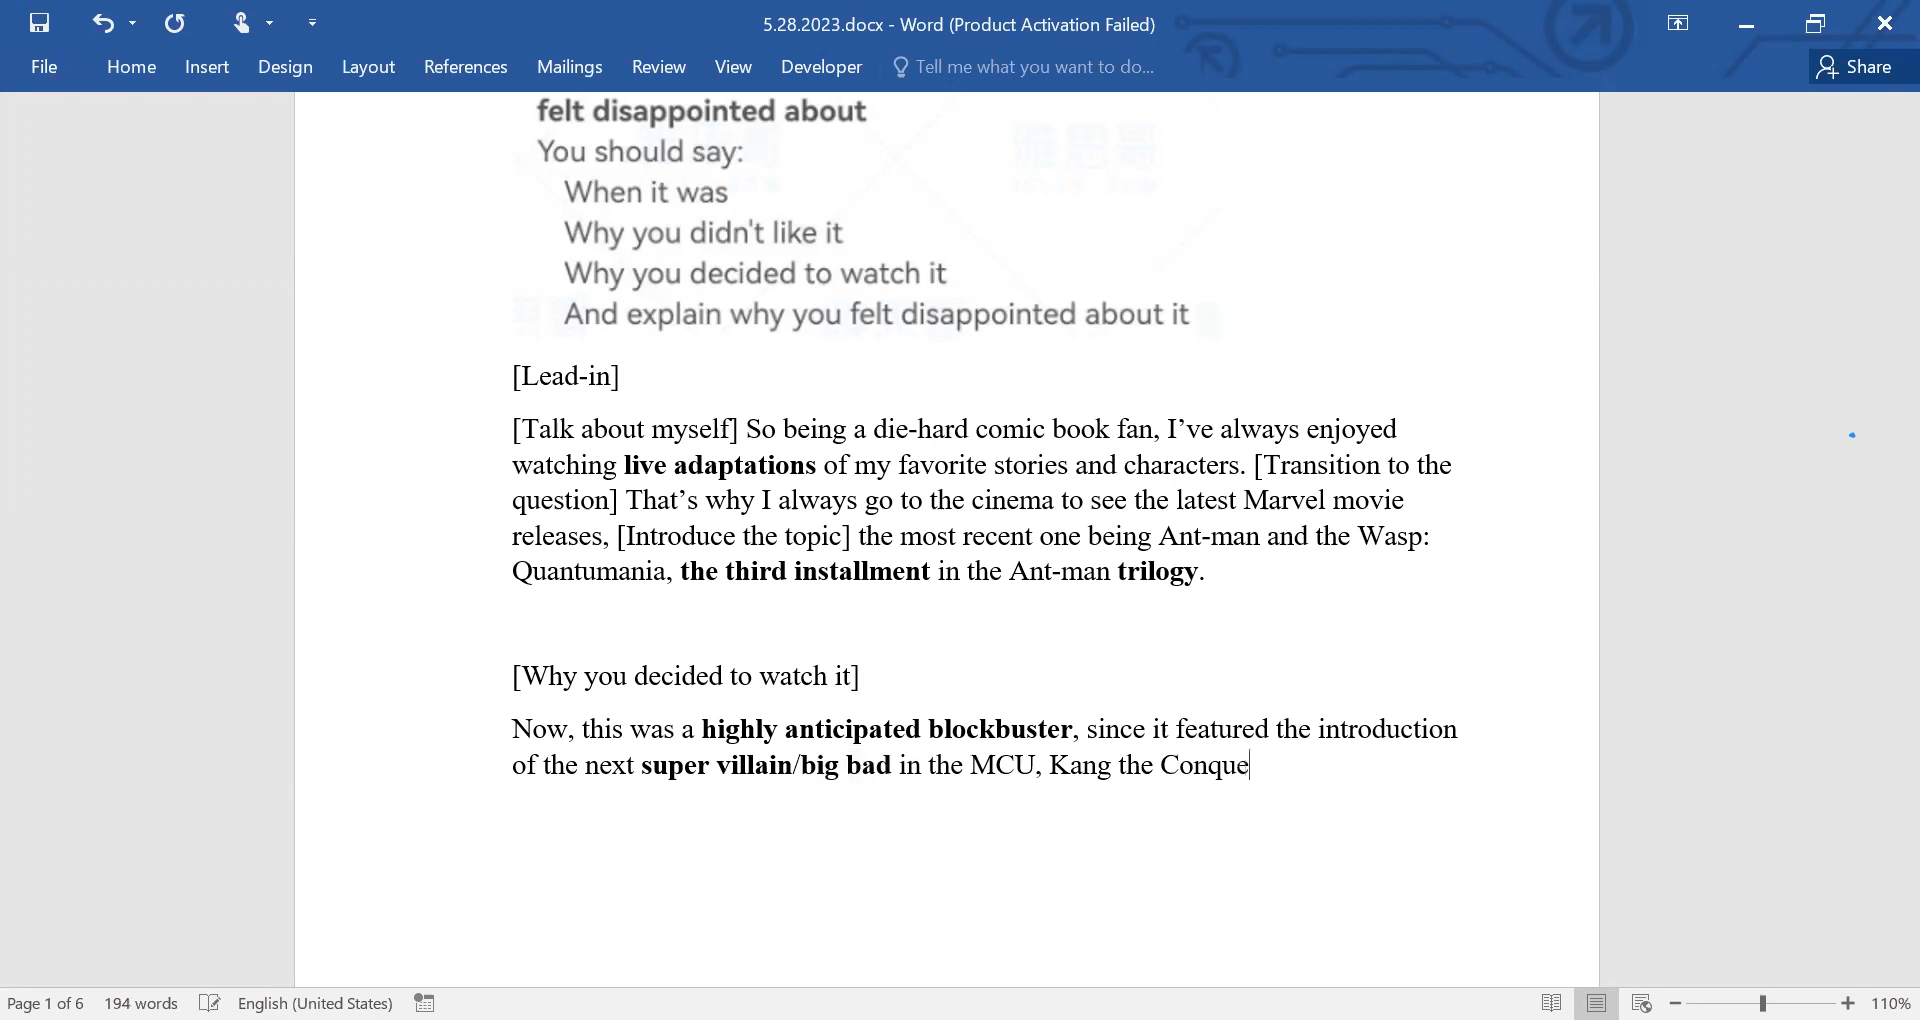 5.28.2023.docx - Word (Product Activation Failed)
File Home Insert Design Layout References Mailings Review View Developer Tell me what you want to do... Share
felt disappointed about
You should say:
When it was
Why you didn't like it
Why you decided to watch it
And explain why you felt disappointed about it
[Lead-in]
[Talk about myself] So being a die-hard comic book fan, I’ve always enjoyed
watching live adaptations of my favorite stories and characters. [Transition to the
question] That’s why I always go to the cinema to see the latest Marvel movie
releases, [Introduce the topic] the most recent one being Ant-man and the Wasp:
Quantumania, the third installment in the Ant-man trilogy.
[Why you decided to watch it]
Now, this was a highly anticipated blockbuster, since it featured the introduction
of the next super villain/big bad in the MCU, Kang the Conque
Page 1 of 6 194 words English (United States) 110%